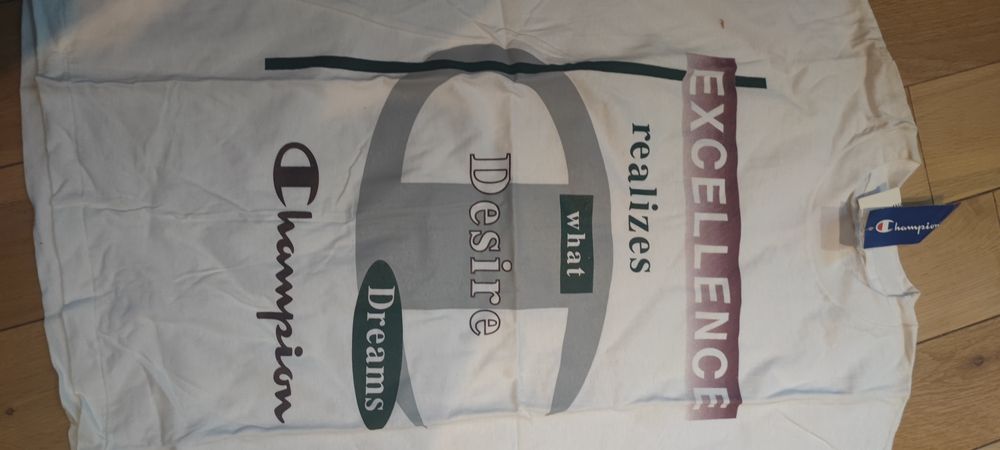 EXCELLENCE
realizes
what
Desire
Dreams
Champion
Champion